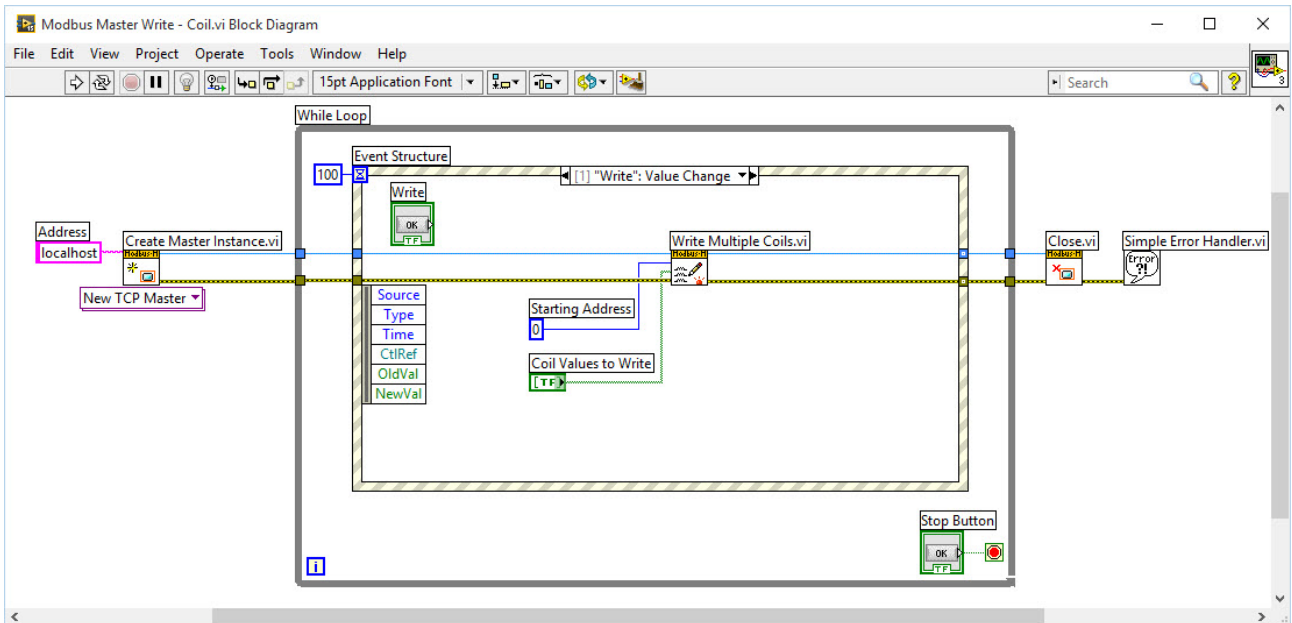 Modbus Master Write - Coil.vi Block Diagram
File Edit View Project Operate Tools Window Help
15pt Application Font
Search
3
While Loop
Event Structure
100
[1] "Write": Value Change
Write
OK
TF
Address
localhost
Create Master Instance.vi
Modbus-M
New TCP Master
Write Multiple Coils.vi
Modbus-M
Close.vi
Modbus-M
Simple Error Handler.vi
Error
?!
Source
Type
Time
CtlRef
OldVal
NewVal
Starting Address
0
Coil Values to Write
[TF]
Stop Button
OK
TF
i